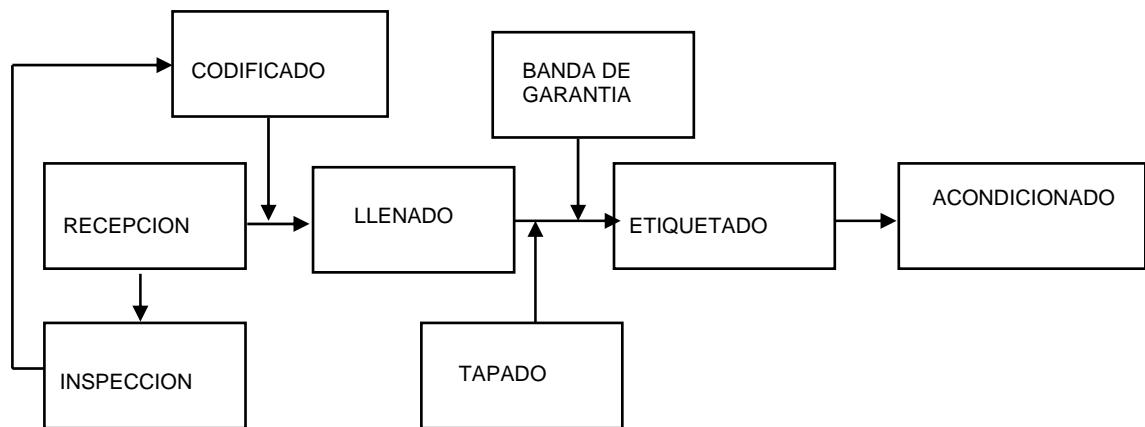 CODIFICADO
BANDA DE
GARANTIA
RECEPCION
LLENADO
ETIQUETADO
ACONDICIONADO
INSPECCION
TAPADO